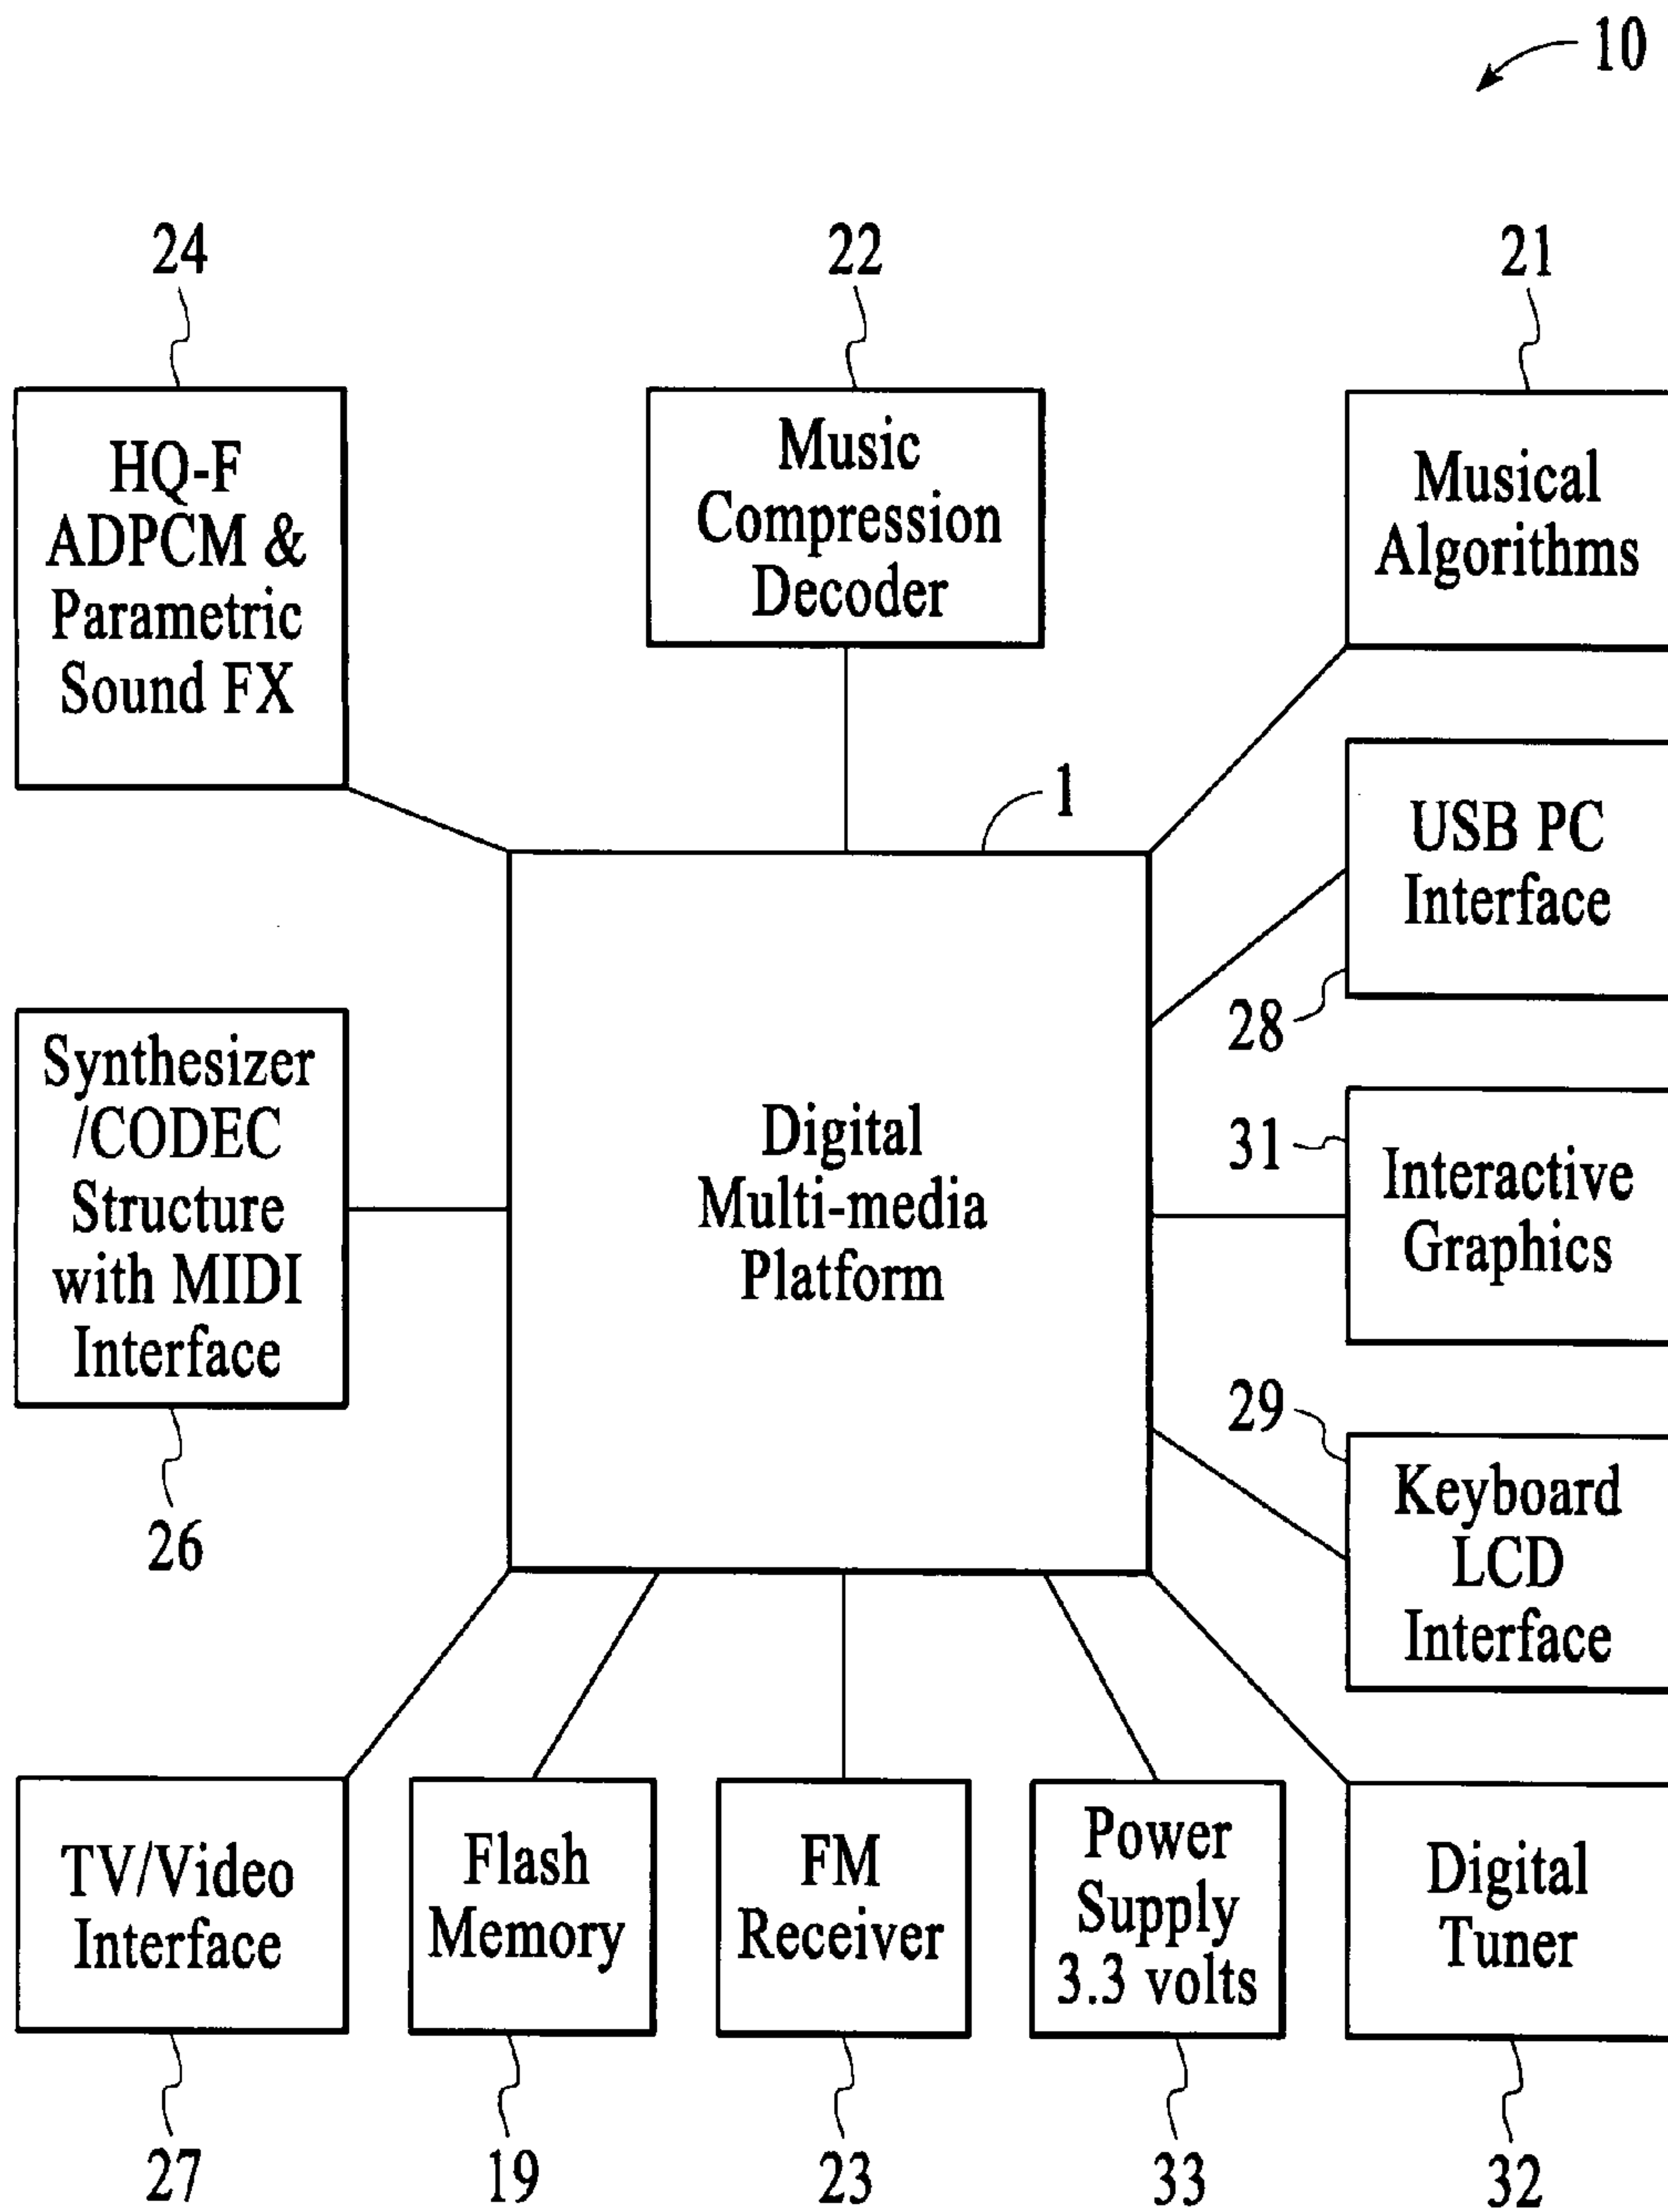 10
24
22
21
HQ-F
ADPCM &
Parametric
Sound FX
Music
Compression
Decoder
Musical
Algorithms
1
USB PC
Interface
28
Synthesizer
/CODEC
Structure
with MIDI
Interface
26
Digital
Multi-media
Platform
31
Interactive
Graphics
29
Keyboard
LCD
Interface
TV/Video
Interface
Flash
Memory
FM
Receiver
Power
Supply
3.3 volts
Digital
Tuner
27
19
23
33
32